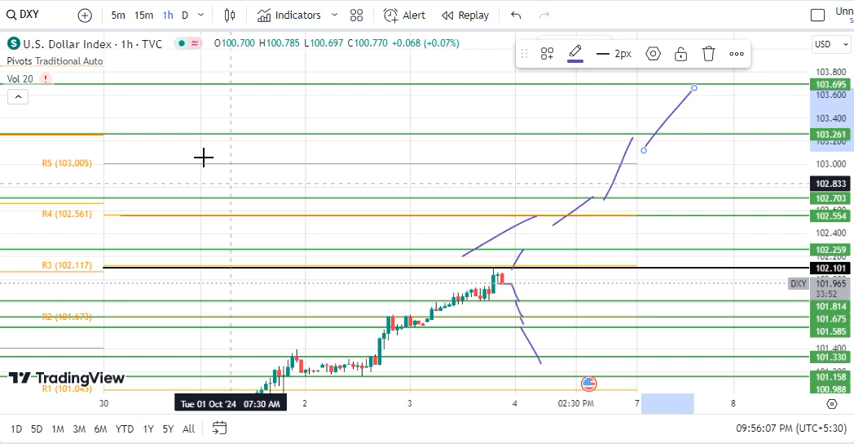 DXY 5m 15m 1h D Indicators Alert Replay Unn
U.S. Dollar Index · 1h · TVC O100.700 H100.785 L100.697 C100.770 +0.068 (+0.07%) 2px USD
Pivots Traditional Auto
Vol 20
103.800
103.695
103.600
103.400
103.261
103.200
R5 (103.005) 103.000
102.833
102.703
R4 (102.561) 102.554
102.400
102.259
R3 (102.117) 102.101
DXY 101.965
33:52
101.814
R2 (101.673) 101.675
101.585
101.400
101.330
TradingView 101.158
R1 (101.043) 100.988
30 Tue 01 Oct '24 07:30 AM 2 3 4 02:30 PM 7 8
1D 5D 1M 3M 6M YTD 1Y 5Y All 09:56:07 PM (UTC+5:30)